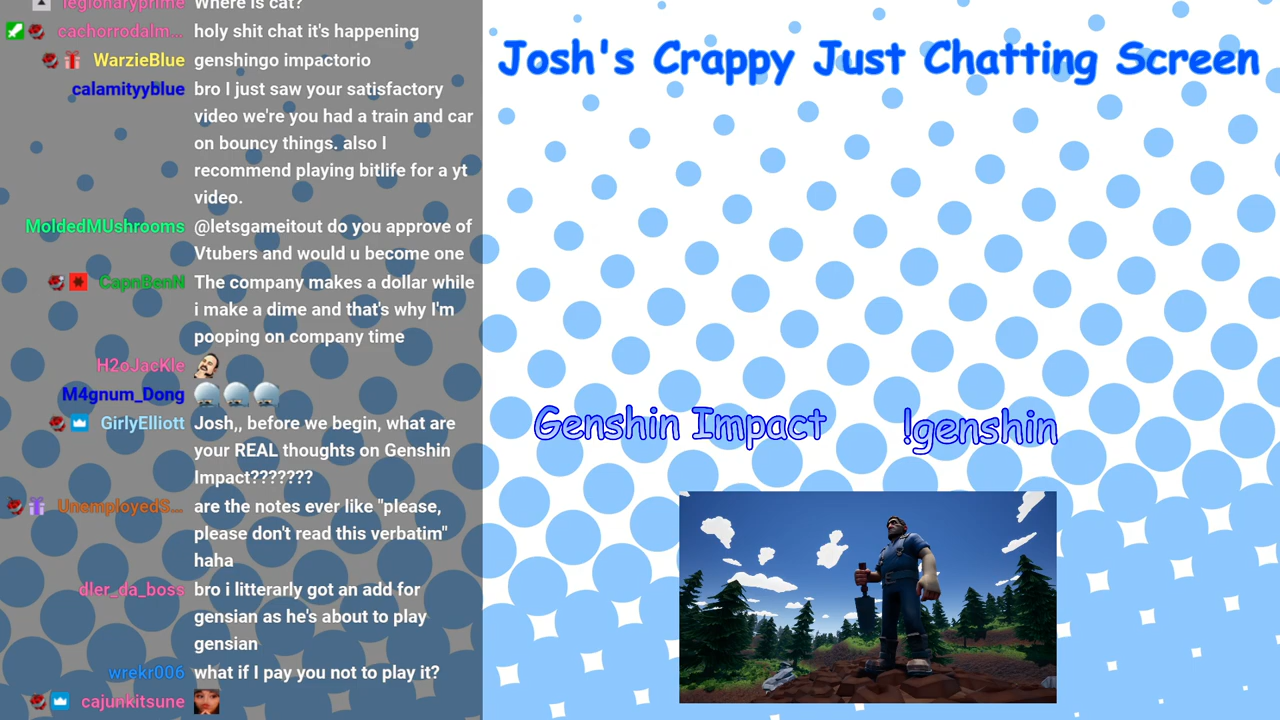 legionaryprime Where is cat?
cachorrodalm... holy shit chat it's happening
WarzieBlue genshingo impactorio
calamityyblue bro I just saw your satisfactory
video we're you had a train and car
on bouncy things. also I
recommend playing bitlife for a yt
video.
MoldedMUshrooms @letsgameitout do you approve of
Vtubers and would u become one
CapnBenN The company makes a dollar while
i make a dime and that's why I'm
pooping on company time
H2oJacKle
M4gnum_Dong
GirlyElliott Josh,, before we begin, what are
your REAL thoughts on Genshin
Impact???????
UnemployedS... are the notes ever like "please,
please don't read this verbatim"
haha
dler_da_boss bro i litterarly got an add for
gensian as he's about to play
gensian
wrekr006 what if I pay you not to play it?
cajunkitsune
Josh's Crappy Just Chatting Screen
Genshin Impact
!genshin